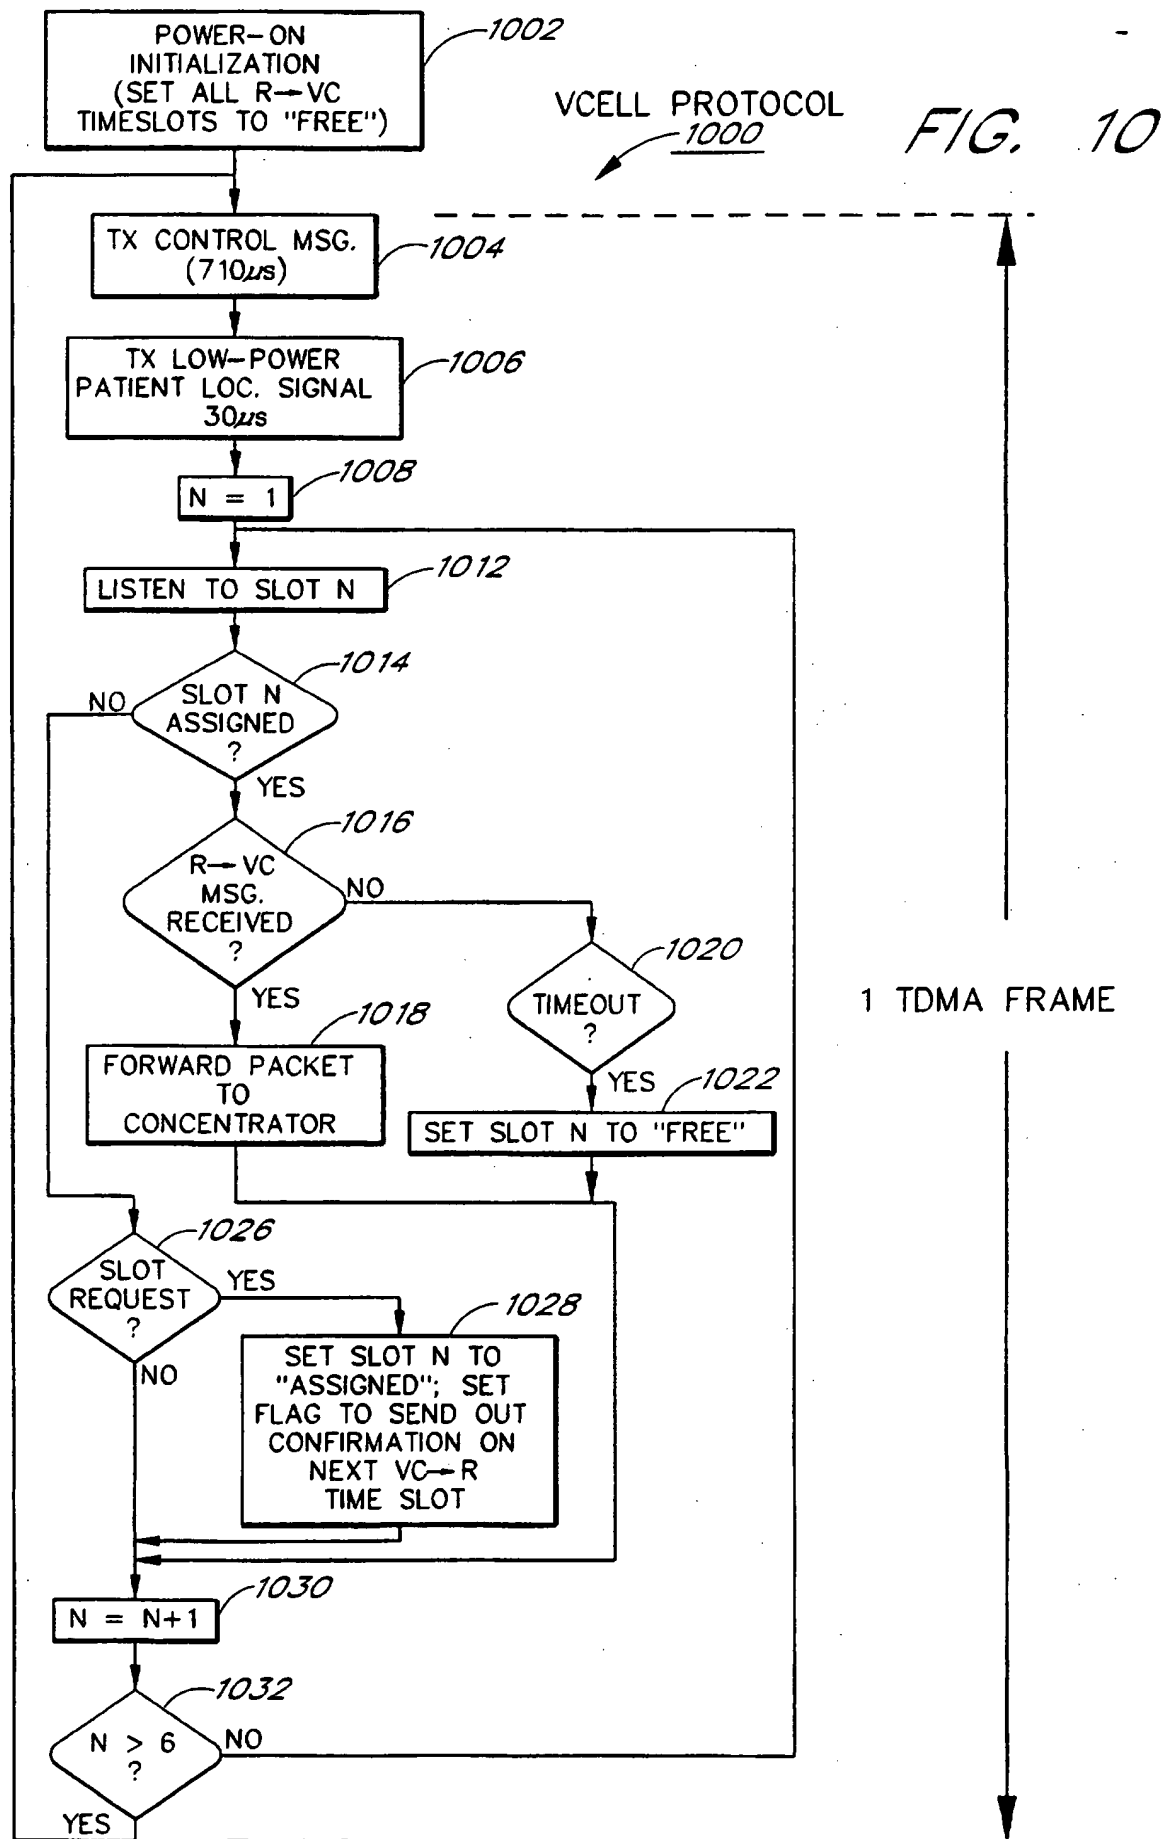 POWER-ON
INITIALIZATION
(SET ALL R→VC
TIMESLOTS TO "FREE")
1002
VCELL PROTOCOL
1000
FIG. 10
TX CONTROL MSG.
(710μs)
1004
TX LOW-POWER
PATIENT LOC. SIGNAL
30μs
1006
N = 1
1008
LISTEN TO SLOT N
1012
SLOT N
ASSIGNED
?
1014
NO
YES
R→VC
MSG.
RECEIVED
?
1016
NO
YES
TIMEOUT
?
1020
YES
1 TDMA FRAME
FORWARD PACKET
TO
CONCENTRATOR
1018
SET SLOT N TO "FREE"
1022
SLOT
REQUEST
?
1026
YES
NO
SET SLOT N TO
"ASSIGNED"; SET
FLAG TO SEND OUT
CONFIRMATION ON
NEXT VC→R
TIME SLOT
1028
N = N+1
1030
N > 6
?
1032
NO
YES